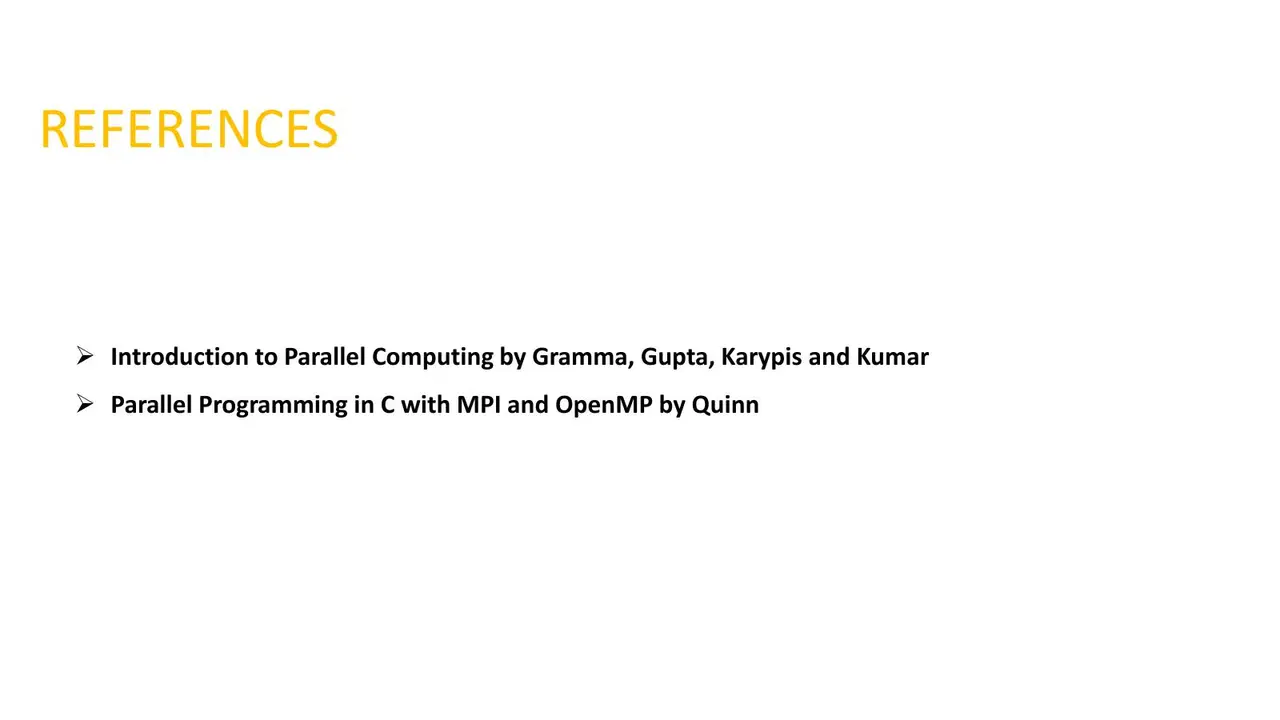 REFERENCES
➢ Introduction to Parallel Computing by Gramma, Gupta, Karypis and Kumar
➢ Parallel Programming in C with MPI and OpenMP by Quinn